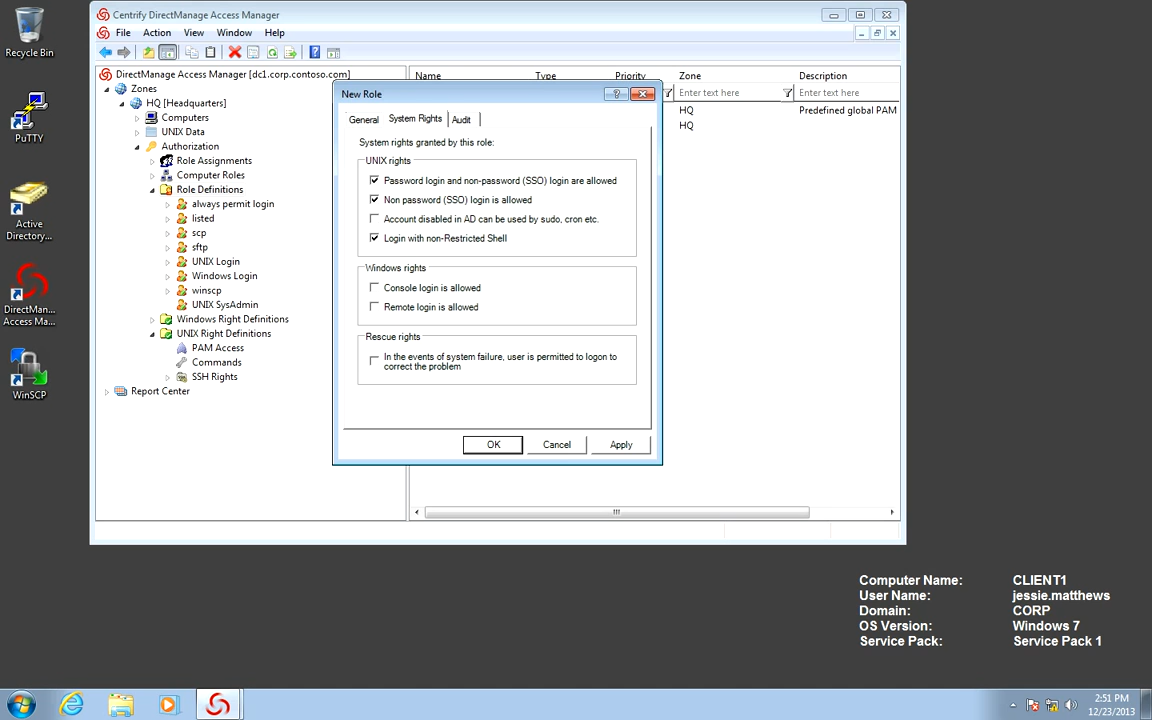 Recycle Bin
PuTTY
Active
Directory...
DirectMan...
Access Ma...
WinSCP
Centrify DirectManage Access Manager
File Action View Window Help
DirectManage Access Manager [dc1.corp.contoso.com]
Zones
HQ [Headquarters]
Computers
UNIX Data
Authorization
Role Assignments
Computer Roles
Role Definitions
always permit login
listed
scp
sftp
UNIX Login
Windows Login
winscp
UNIX SysAdmin
Windows Right Definitions
UNIX Right Definitions
PAM Access
Commands
SSH Rights
Report Center
Name Type Priority Zone Description
Enter text here Enter text here
HQ Predefined global PAM
HQ
New Role
General System Rights Audit
System rights granted by this role:
UNIX rights
Password login and non-password (SSO) login are allowed
Non password (SSO) login is allowed
Account disabled in AD can be used by sudo, cron etc.
Login with non-Restricted Shell
Windows rights
Console login is allowed
Remote login is allowed
Rescue rights
In the events of system failure, user is permitted to logon to
correct the problem
OK Cancel Apply
Computer Name: CLIENT1
User Name: jessie.matthews
Domain: CORP
OS Version: Windows 7
Service Pack: Service Pack 1
2:51 PM
12/23/2013